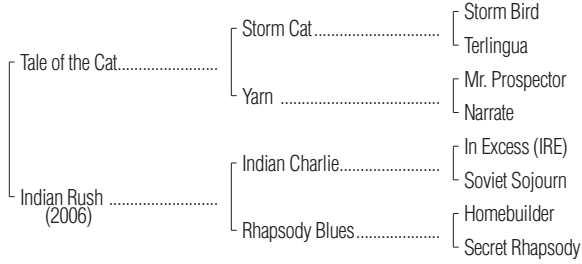 Storm Bird
Storm Cat
Terlingua
Tale of the Cat
Mr. Prospector
Yarn
Narrate
In Excess (IRE)
Indian Charlie
Soviet Sojourn
Indian Rush
(2006)
Homebuilder
Rhapsody Blues
Secret Rhapsody